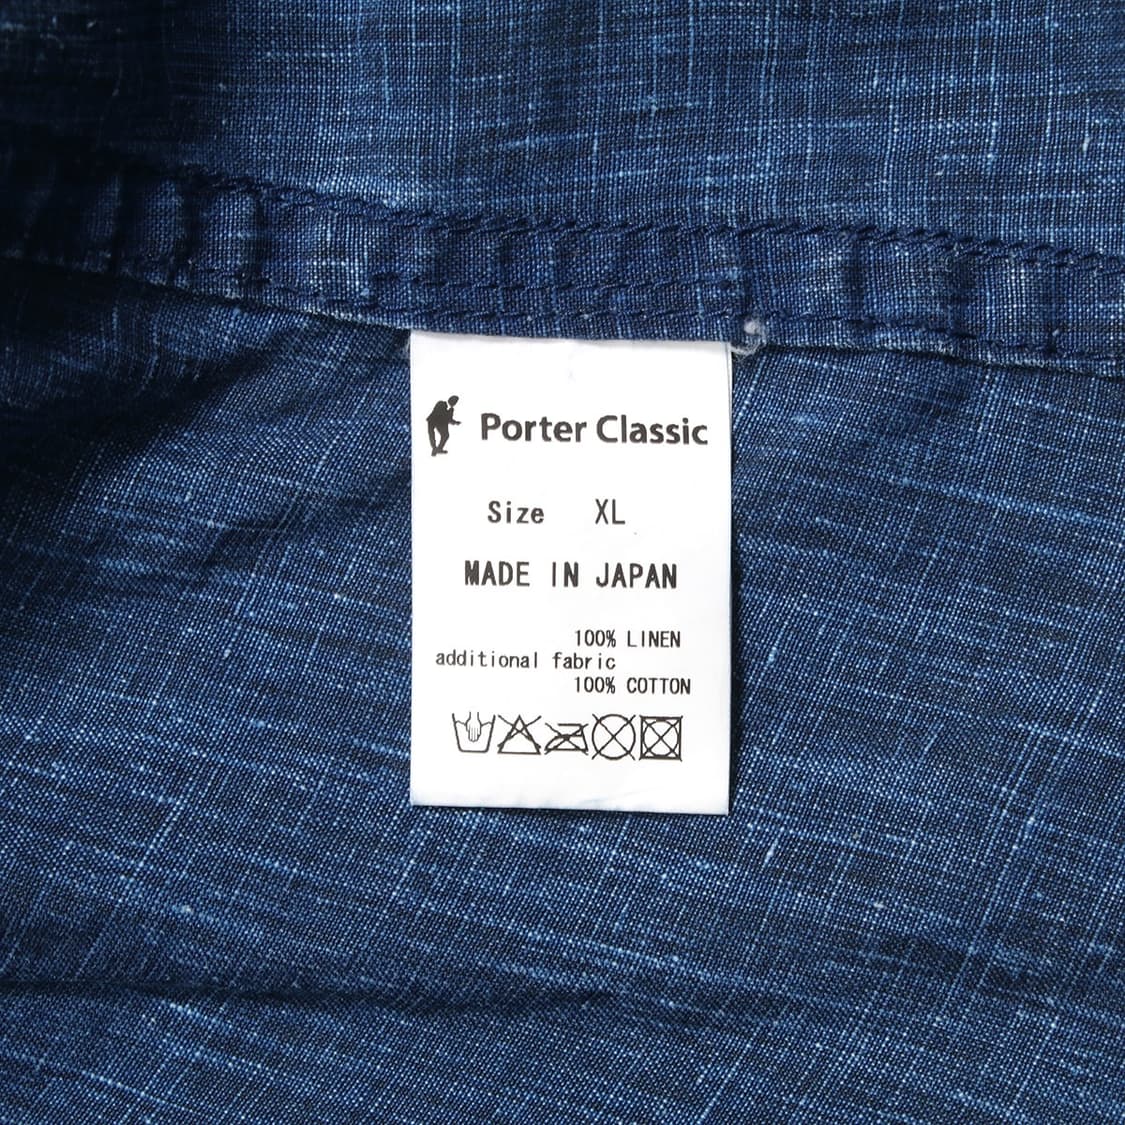 Porter Classic
Size XL
MADE IN JAPAN
100% LINEN
additional fabric
100% COTTON